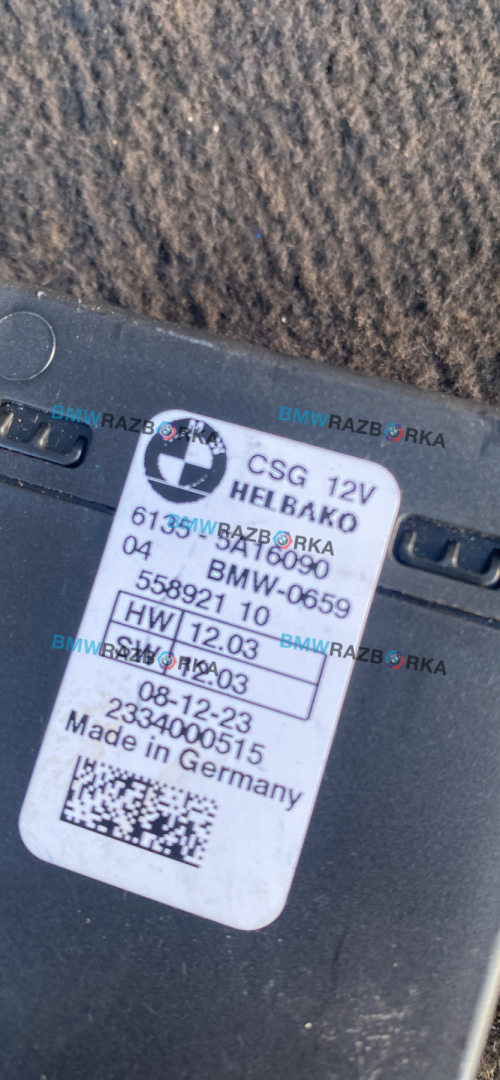 BMWRAZBORKA
BMWRAZBORKA
CSG 12V
HELBAKO
6135 - 5A16090
BMWRAZBORKA
04 BMW-0659
558921 10
HW 12.03
SW 12.03
BMWRAZBORKA
BMWRAZBORKA
08-12-23
2334000515
Made in Germany